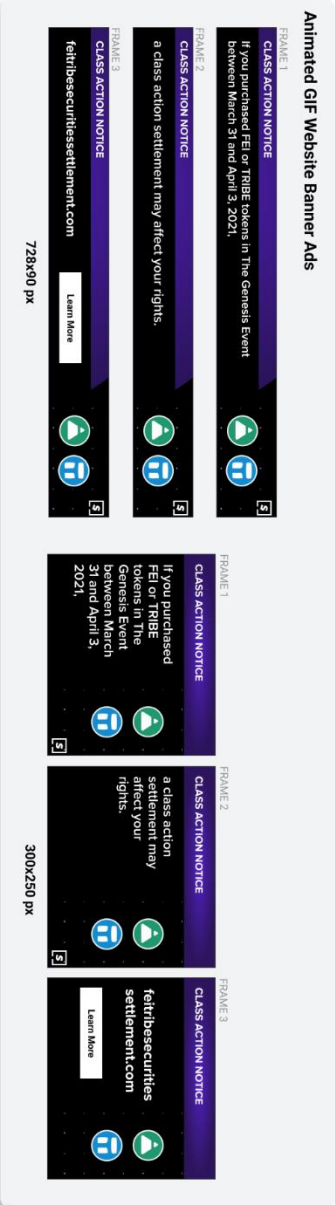 Animated GIF Website Banner Ads
FRAME 1
CLASS ACTION NOTICE
If you purchased FEI or TRIBE tokens in The Genesis Event
between March 31 and April 3, 2021,
S
FRAME 2
CLASS ACTION NOTICE
a class action settlement may affect your rights.
S
FRAME 3
CLASS ACTION NOTICE
feitribesecuritiessettlement.com
Learn More
S
728x90 px
FRAME 1
CLASS ACTION NOTICE
If you purchased
FEI or TRIBE
tokens in The
Genesis Event
between March
31 and April 3,
2021,
S
FRAME 2
CLASS ACTION NOTICE
a class action
settlement may
affect your
rights.
S
FRAME 3
CLASS ACTION NOTICE
feitribesecurities
settlement.com
Learn More
300x250 px